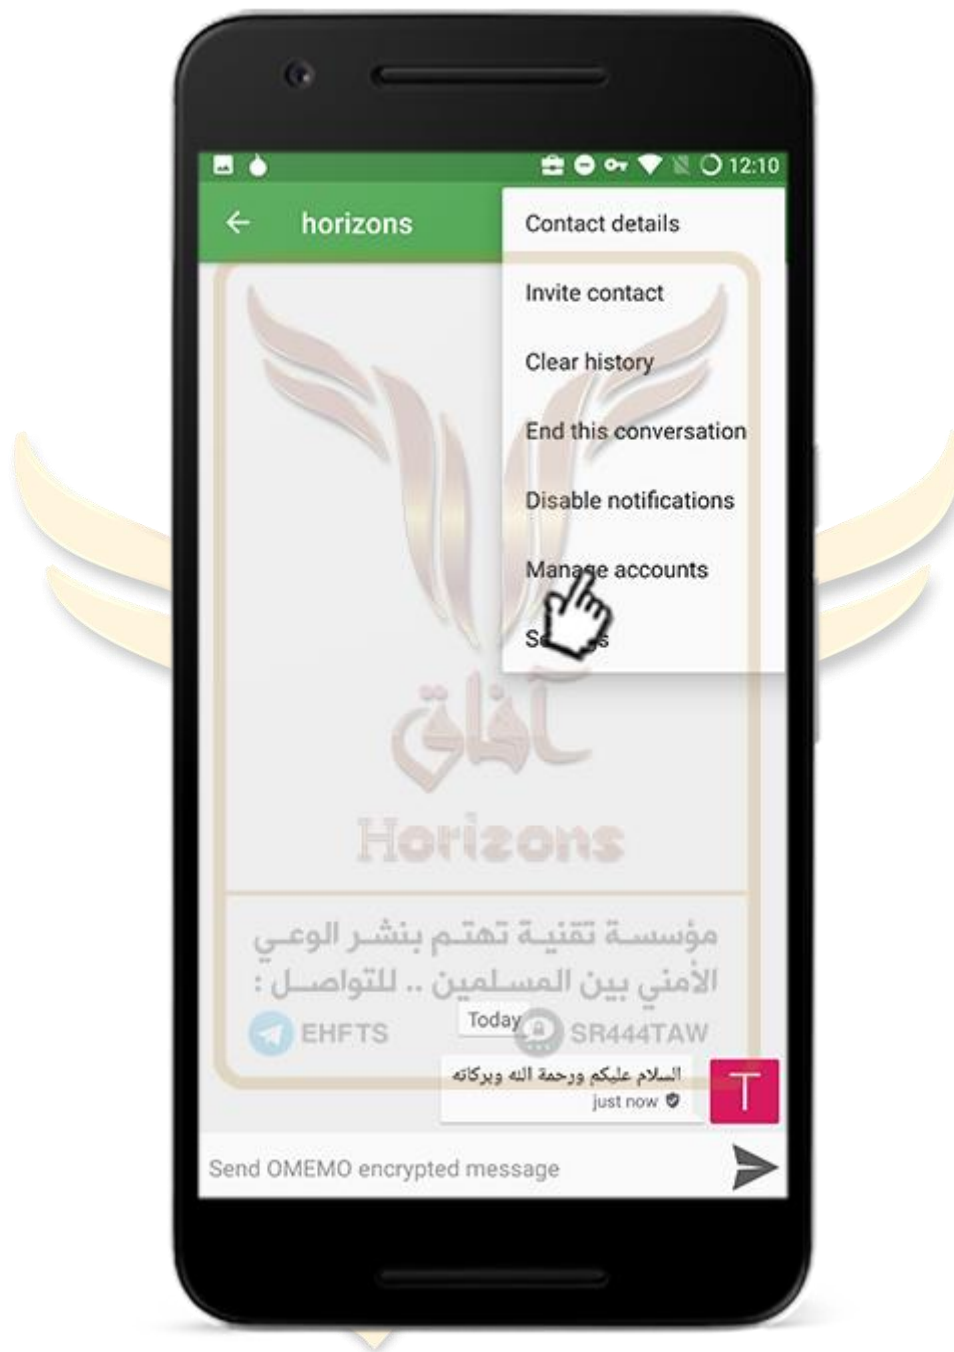 12:10
horizons
Contact details
Invite contact
Clear history
End this conversation
Disable notifications
Manage accounts
آفاق
Horizons
مؤسسة تقنية تهتم بنشر الوعي
الأمني بين المسلمين .. للتواصل :
EHFTS
SR444TAW
Today
السلام عليكم ورحمة الله وبركاته
just now
T
Send OMEMO encrypted message